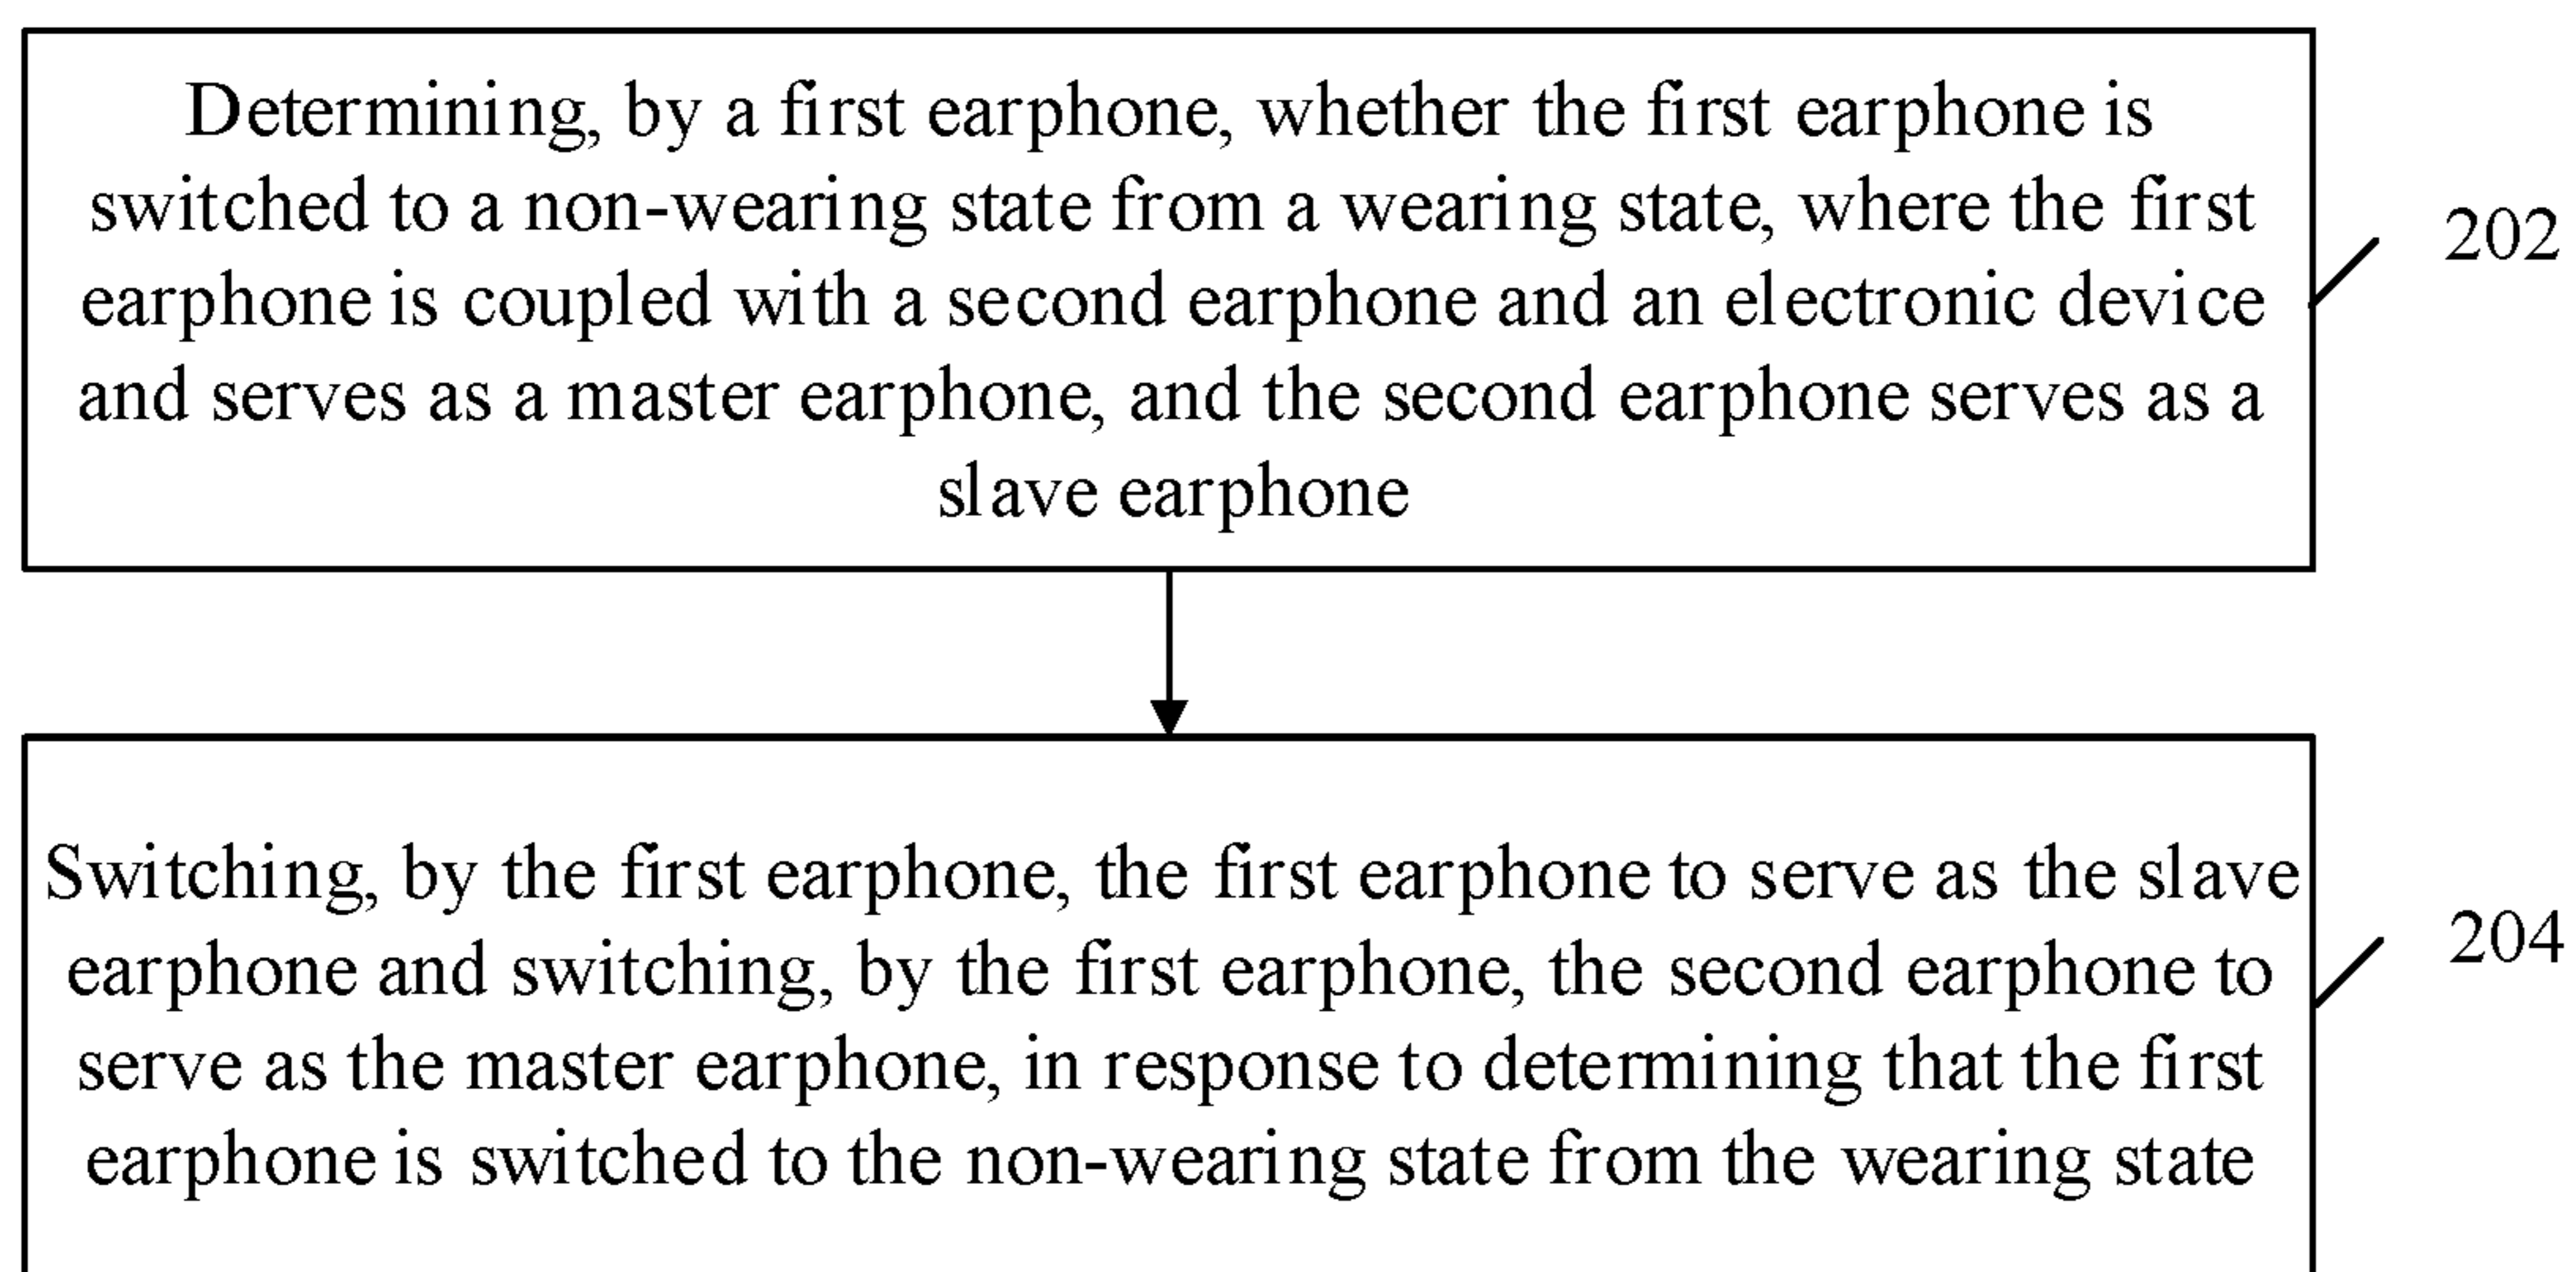 Determining, by a first earphone, whether the first earphone is
switched to a non-wearing state from a wearing state, where the first
earphone is coupled with a second earphone and an electronic device
and serves as a master earphone, and the second earphone serves as a
slave earphone
202
Switching, by the first earphone, the first earphone to serve as the slave
earphone and switching, by the first earphone, the second earphone to
serve as the master earphone, in response to determining that the first
earphone is switched to the non-wearing state from the wearing state
204